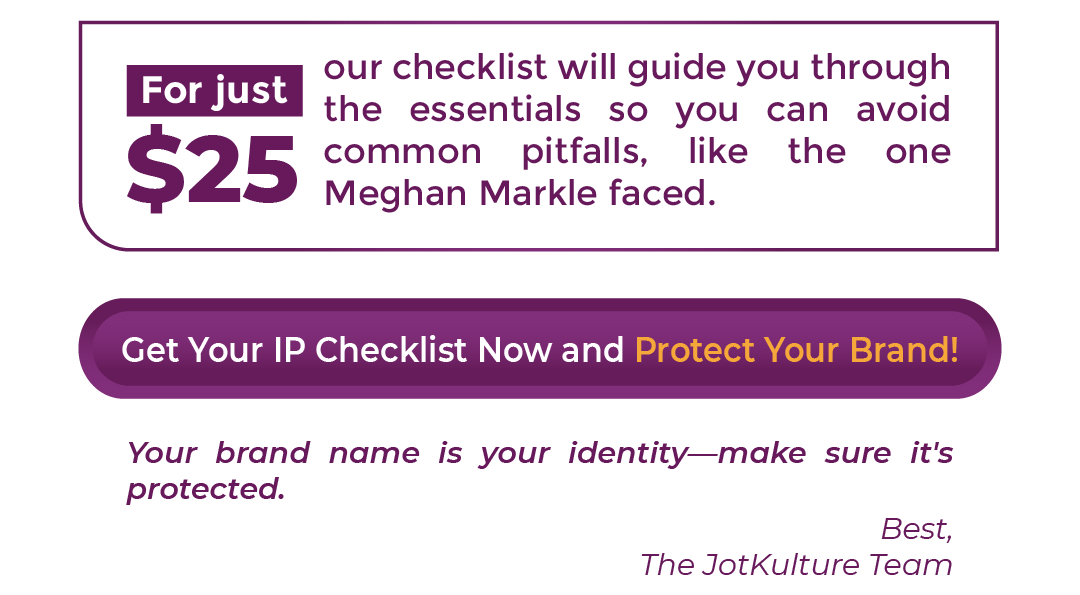 For just
$25
our checklist will guide you through
the essentials so you can avoid
common pitfalls, like the one
Meghan Markle faced.
Get Your IP Checklist Now and Protect Your Brand!
Your brand name is your identity—make sure it's
protected.
Best,
The JotKulture Team